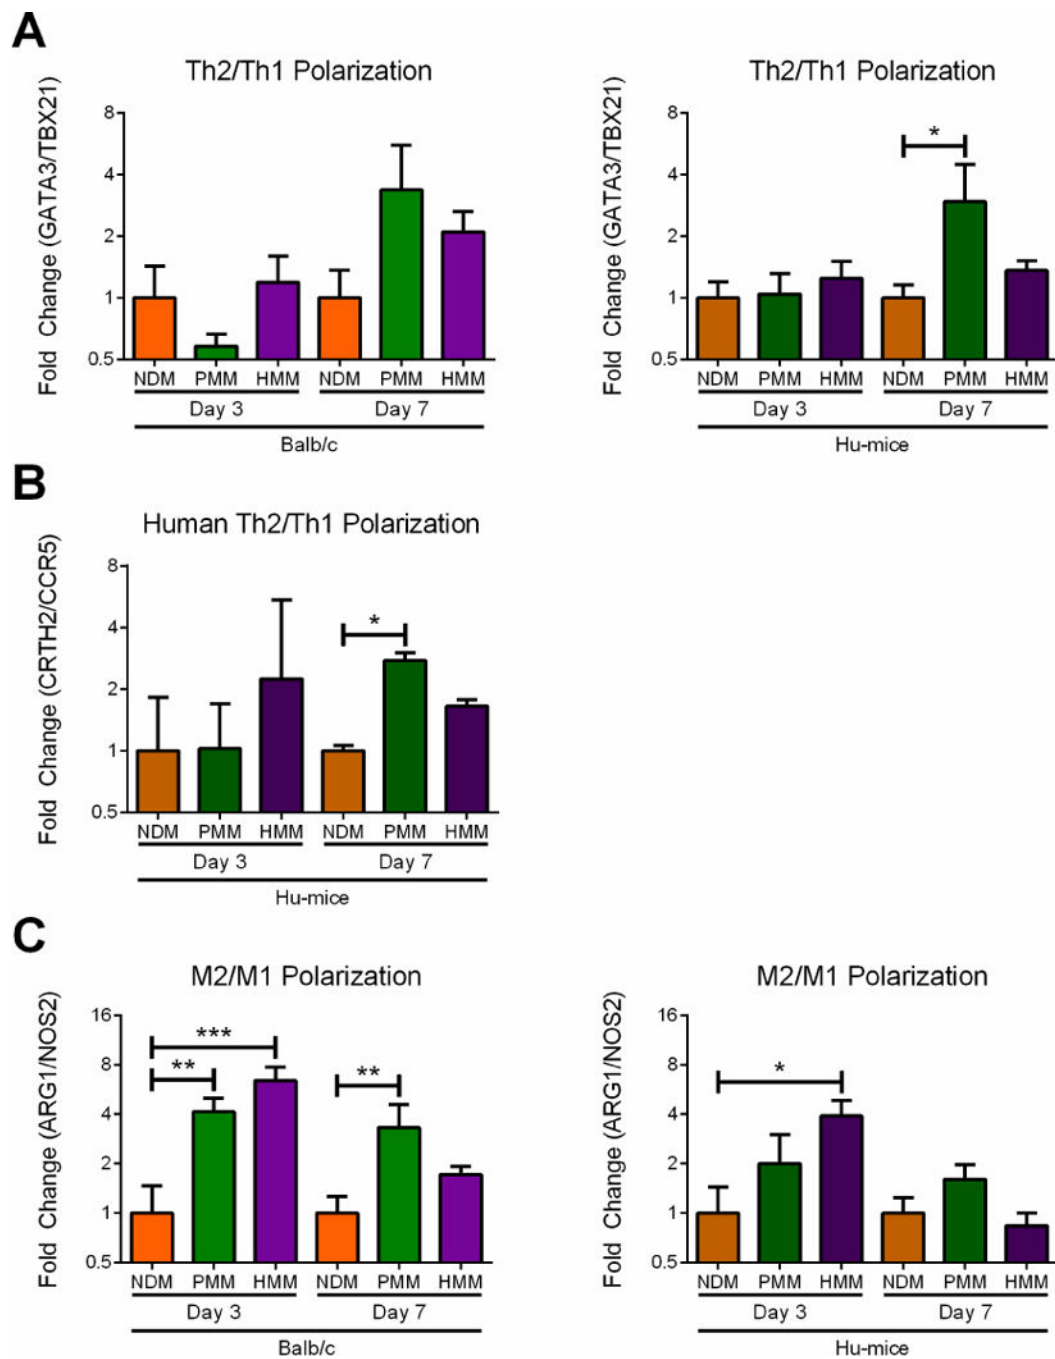 A
Th2/Th1 Polarization
Fold Change (GATA3/TBX21)
8
4
2
1
0.5
*
NDM PMM HMM NDM PMM HMM
Day 3 Day 7
Balb/c
Th2/Th1 Polarization
Fold Change (GATA3/TBX21)
8
4
2
1
0.5
NDM PMM HMM NDM PMM HMM
Day 3 Day 7
Hu-mice
B
Human Th2/Th1 Polarization
Fold Change (CRTH2/CCR5)
8
4
2
1
0.5
*
NDM PMM HMM NDM PMM HMM
Day 3 Day 7
Hu-mice
C
M2/M1 Polarization
Fold Change (ARG1/NOS2)
16
8
4
2
1
0.5
***
** **
NDM PMM HMM NDM PMM HMM
Day 3 Day 7
Balb/c
M2/M1 Polarization
Fold Change (ARG1/NOS2)
16
8
4
2
1
0.5
*
NDM PMM HMM NDM PMM HMM
Day 3 Day 7
Hu-mice